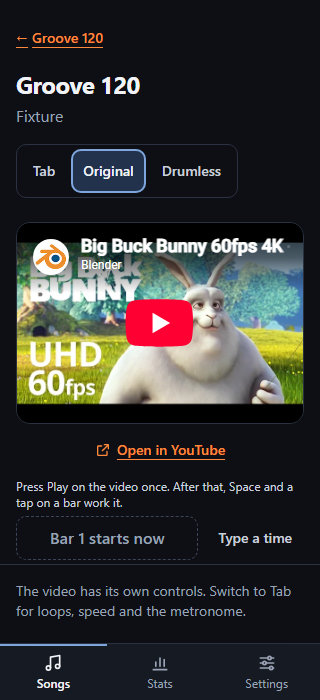 ← Groove 120
Groove 120
Fixture
Tab Original Drumless
Big Buck Bunny 60fps 4K
Blender
BIG BUCK
BUNNY
UHD
60fps
Open in YouTube
Press Play on the video once. After that, Space and a
tap on a bar work it.
Bar 1 starts now Type a time
The video has its own controls. Switch to Tab
for loops, speed and the metronome.
Songs Stats Settings